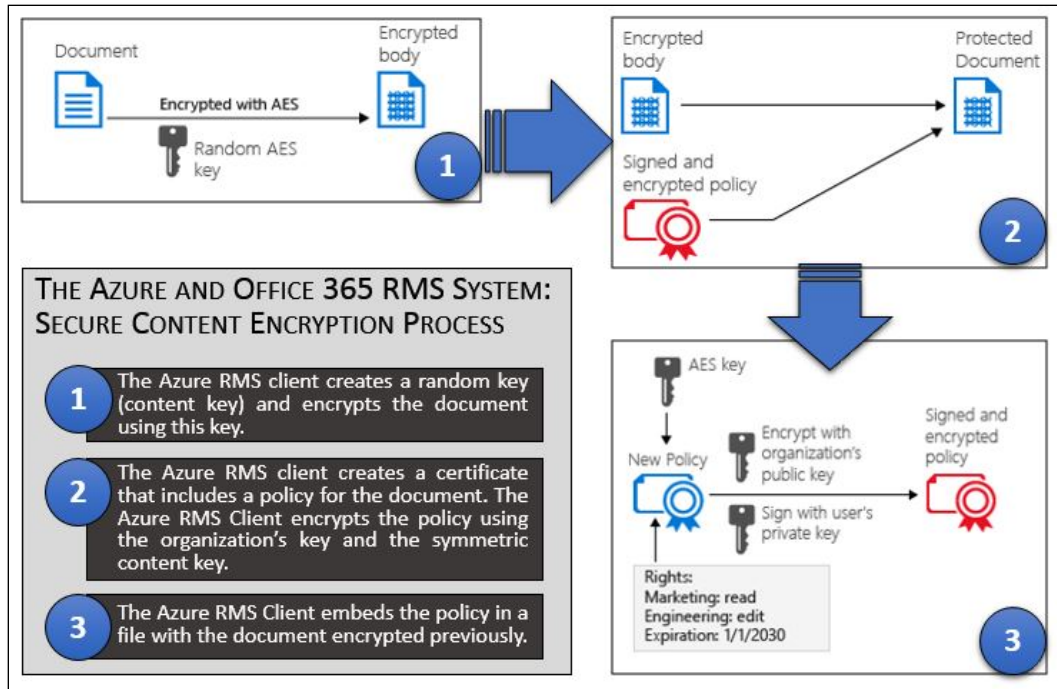 Document
Encrypted
body
Encrypted with AES
Random AES
key
1
Encrypted
body
Protected
Document
Signed and
encrypted policy
2
THE AZURE AND OFFICE 365 RMS SYSTEM:
SECURE CONTENT ENCRYPTION PROCESS
1
The Azure RMS client creates a random key
(content key) and encrypts the document
using this key.
2
The Azure RMS client creates a certificate
that includes a policy for the document. The
Azure RMS Client encrypts the policy using
the organization's key and the symmetric
content key.
3
The Azure RMS Client embeds the policy in a
file with the document encrypted previously.
AES key
New Policy
Encrypt with
organization's
public key
Sign with user's
private key
Signed and
encrypted
policy
Rights:
Marketing: read
Engineering: edit
Expiration: 1/1/2030
3